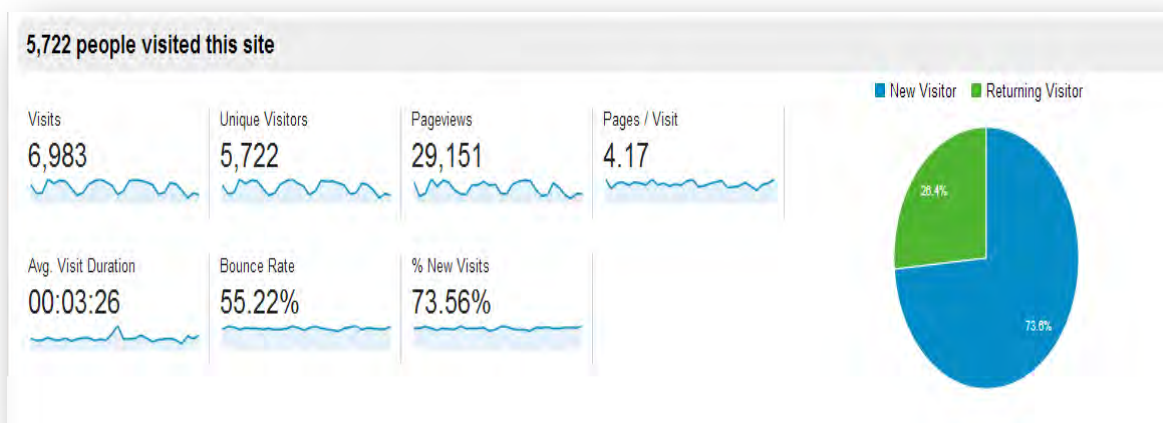 5,722 people visited this site
New Visitor Returning Visitor
Visits Unique Visitors Pageviews Pages / Visit
6,983 5,722 29,151 4.17
26.4%
Avg. Visit Duration Bounce Rate % New Visits
00:03:26 55.22% 73.56%
73.6%